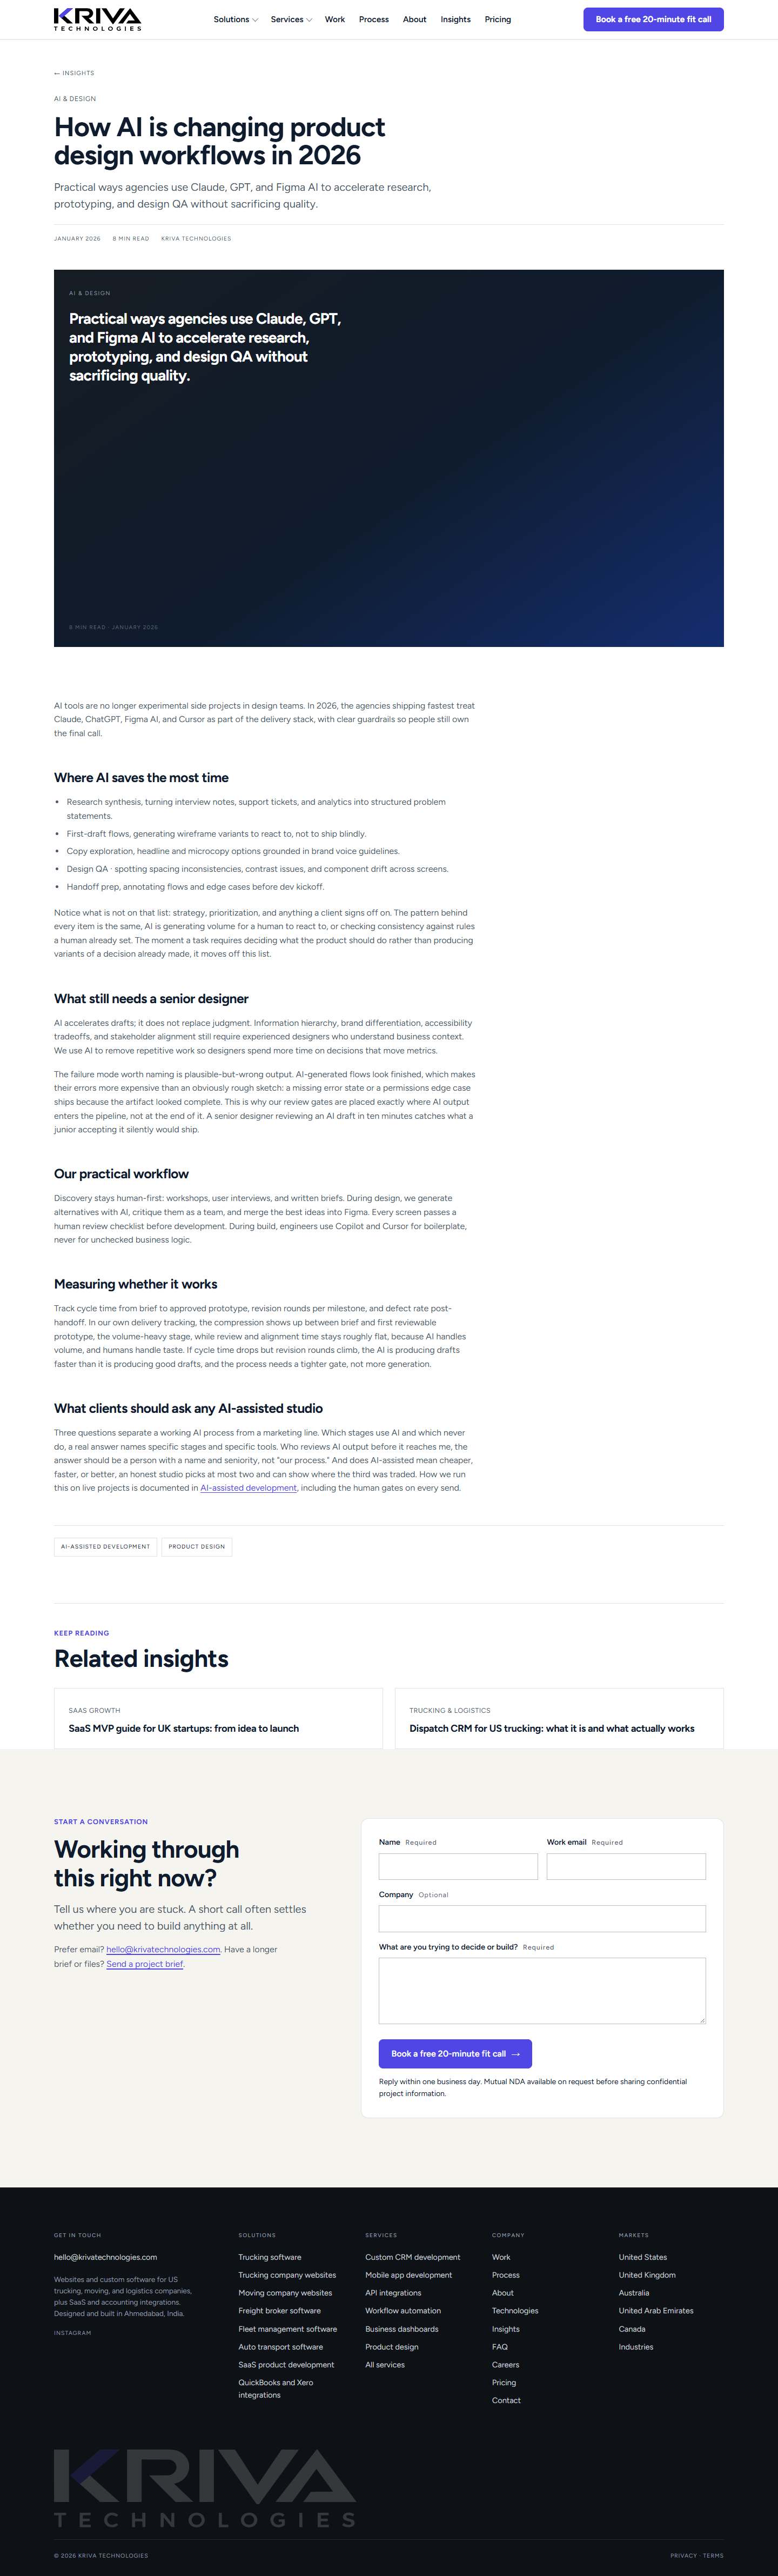 KRIVA
TECHNOLOGIES
Solutions
Services
Work
Process
About
Insights
Pricing
Book a free 20-minute fit call
← INSIGHTS
AI & DESIGN
How AI is changing product
design workflows in 2026
Practical ways agencies use Claude, GPT, and Figma AI to accelerate research,
prototyping, and design QA without sacrificing quality.
JANUARY 2026
8 MIN READ
KRIVA TECHNOLOGIES
AI & DESIGN
Practical ways agencies use Claude, GPT,
and Figma AI to accelerate research,
prototyping, and design QA without
sacrificing quality.
8 MIN READ · JANUARY 2026
AI tools are no longer experimental side projects in design teams. In 2026, the agencies shipping fastest treat
Claude, ChatGPT, Figma AI, and Cursor as part of the delivery stack, with clear guardrails so people still own
the final call.
Where AI saves the most time
• Research synthesis, turning interview notes, support tickets, and analytics into structured problem
statements.
• First-draft flows, generating wireframe variants to react to, not to ship blindly.
• Copy exploration, headline and microcopy options grounded in brand voice guidelines.
• Design QA · spotting spacing inconsistencies, contrast issues, and component drift across screens.
• Handoff prep, annotating flows and edge cases before dev kickoff.
Notice what is not on that list: strategy, prioritization, and anything a client signs off on. The pattern behind
every item is the same, AI is generating volume for a human to react to, or checking consistency against rules
a human already set. The moment a task requires deciding what the product should do rather than producing
variants of a decision already made, it moves off this list.
What still needs a senior designer
AI accelerates drafts; it does not replace judgment. Information hierarchy, brand differentiation, accessibility
tradeoffs, and stakeholder alignment still require experienced designers who understand business context.
We use AI to remove repetitive work so designers spend more time on decisions that move metrics.
The failure mode worth naming is plausible-but-wrong output. AI-generated flows look finished, which makes
their errors more expensive than an obviously rough sketch: a missing error state or a permissions edge case
ships because the artifact looked complete. This is why our review gates are placed exactly where AI output
enters the pipeline, not at the end of it. A senior designer reviewing an AI draft in ten minutes catches what a
junior accepting it silently would ship.
Our practical workflow
Discovery stays human-first: workshops, user interviews, and written briefs. During design, we generate
alternatives with AI, critique them as a team, and merge the best ideas into Figma. Every screen passes a
human review checklist before development. During build, engineers use Copilot and Cursor for boilerplate,
never for unchecked business logic.
Measuring whether it works
Track cycle time from brief to approved prototype, revision rounds per milestone, and defect rate post-
handoff. In our own delivery tracking, the compression shows up between brief and first reviewable
prototype, the volume-heavy stage, while review and alignment time stays roughly flat, because AI handles
volume, and humans handle taste. If cycle time drops but revision rounds climb, the AI is producing drafts
faster than it is producing good drafts, and the process needs a tighter gate, not more generation.
What clients should ask any AI-assisted studio
Three questions separate a working AI process from a marketing line. Which stages use AI and which never
do, a real answer names specific stages and specific tools. Who reviews AI output before it reaches me, the
answer should be a person with a name and seniority, not "our process." And does AI-assisted mean cheaper,
faster, or better, an honest studio picks at most two and can show where the third was traded. How we run
this on live projects is documented in AI-assisted development, including the human gates on every send.
AI-ASSISTED DEVELOPMENT
PRODUCT DESIGN
KEEP READING
Related insights
SAAS GROWTH
SaaS MVP guide for UK startups: from idea to launch
TRUCKING & LOGISTICS
Dispatch CRM for US trucking: what it is and what actually works
START A CONVERSATION
Working through
this right now?
Tell us where you are stuck. A short call often settles
whether you need to build anything at all.
Prefer email? hello@krivatechnologies.com. Have a longer
brief or files? Send a project brief.
Name Required
Work email Required
Company Optional
What are you trying to decide or build? Required
Book a free 20-minute fit call →
Reply within one business day. Mutual NDA available on request before sharing confidential
project information.
GET IN TOUCH
hello@krivatechnologies.com
Websites and custom software for US
trucking, moving, and logistics companies,
plus SaaS and accounting integrations.
Designed and built in Ahmedabad, India.
INSTAGRAM
SOLUTIONS
Trucking software
Trucking company websites
Moving company websites
Freight broker software
Fleet management software
Auto transport software
SaaS product development
QuickBooks and Xero
integrations
SERVICES
Custom CRM development
Mobile app development
API integrations
Workflow automation
Business dashboards
Product design
All services
COMPANY
Work
Process
About
Technologies
Insights
FAQ
Careers
Pricing
Contact
MARKETS
United States
United Kingdom
Australia
United Arab Emirates
Canada
Industries
KRIVA
TECHNOLOGIES
© 2026 KRIVA TECHNOLOGIES
PRIVACY · TERMS